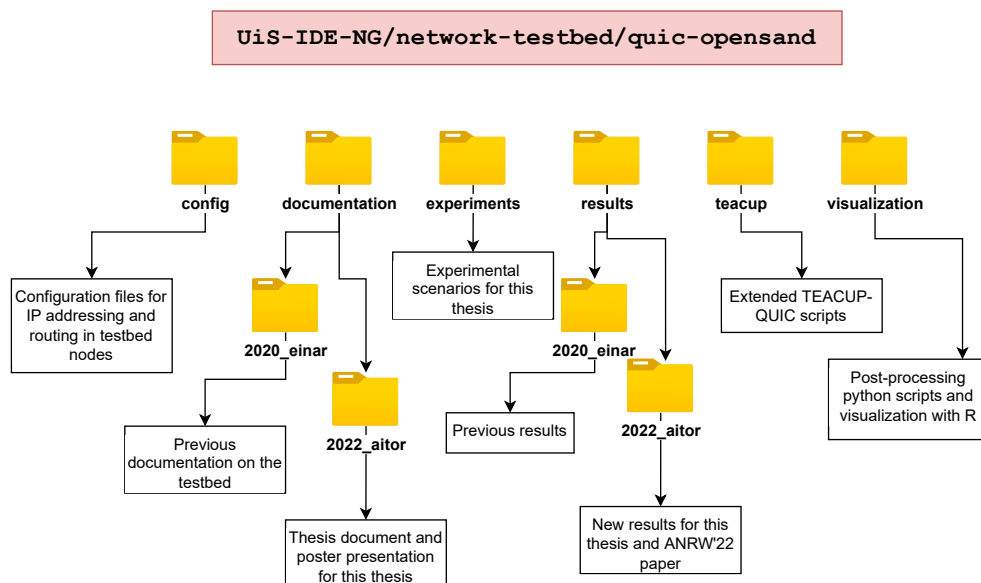 UiS-IDE-NG/network-testbed/quic-opensand
config
documentation
experiments
results
teacup
visualization
Configuration files for
IP addressing and
routing in testbed
nodes
2020_einar
Experimental
scenarios for this
thesis
2020_einar
Extended TEACUP-
QUIC scripts
Post-processing
python scripts and
visualization with R
Previous
documentation on the
testbed
2022_aitor
Previous results
2022_aitor
Thesis document and
poster presentation
for this thesis
New results for this
thesis and ANRW'22
paper